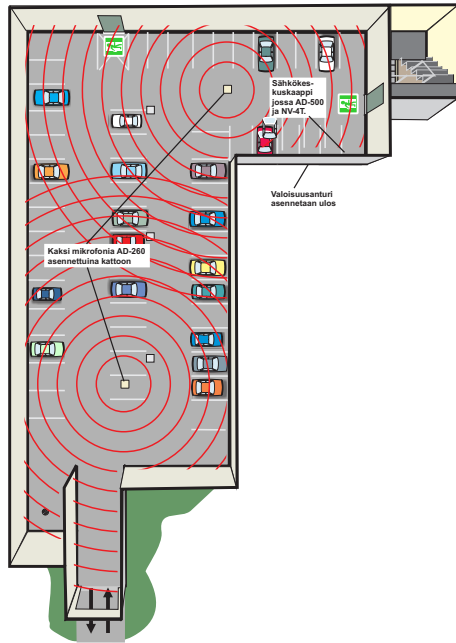 Sähkökes-
kuskaappi
jossa AD-500
ja NV-4T.
Valoisuusanturi
asennetaan ulos
Kaksi mikrofonia AD-260
asennettuina kattoon